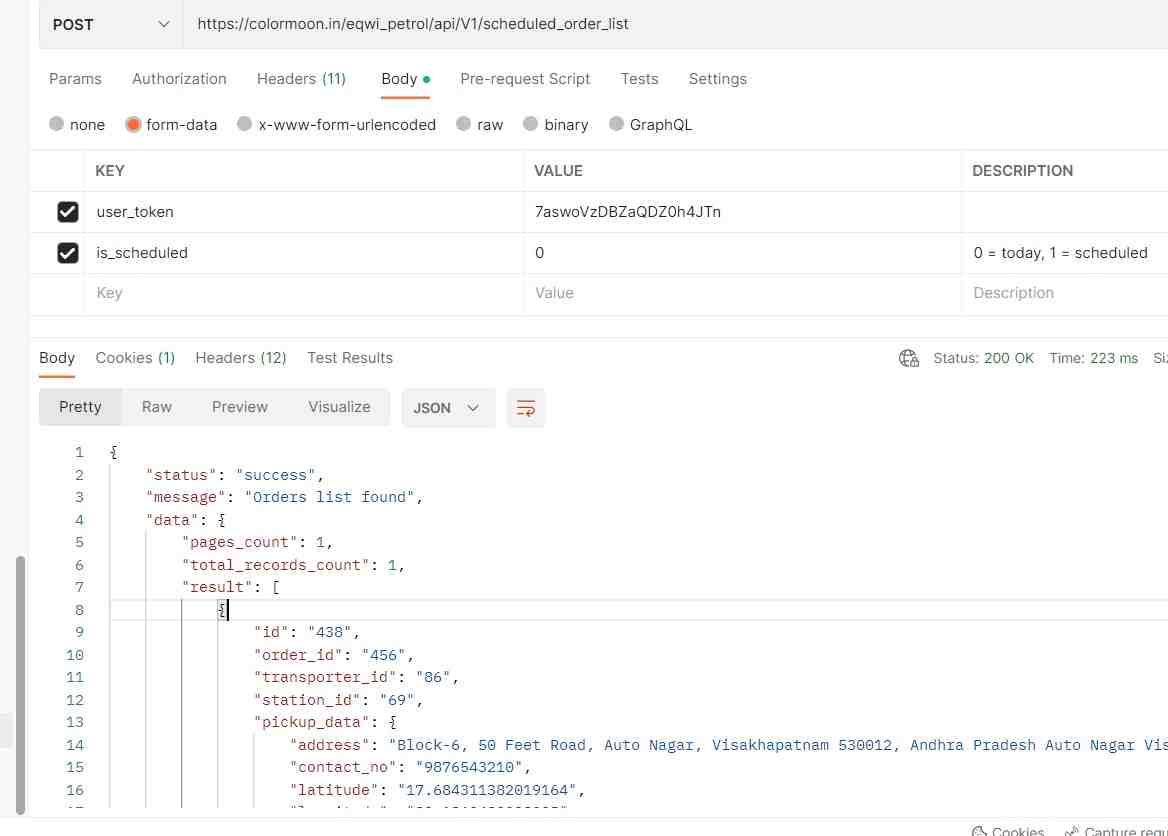 POST https://colormoon.in/eqwi_petrol/api/V1/scheduled_order_list
Params Authorization Headers (11) Body Pre-request Script Tests Settings
none form-data x-www-form-urlencoded raw binary GraphQL
KEY VALUE DESCRIPTION
user_token 7aswoVzDBZaQDZ0h4JTn
is_scheduled 0 0 = today, 1 = scheduled
Key Value Description
Body Cookies (1) Headers (12) Test Results Status: 200 OK Time: 223 ms
Pretty Raw Preview Visualize JSON
1 {
2 "status": "success",
3 "message": "Orders list found",
4 "data": {
5 "pages_count": 1,
6 "total_records_count": 1,
7 "result": [
8 {
9 "id": "438",
10 "order_id": "456",
11 "transporter_id": "86",
12 "station_id": "69",
13 "pickup_data": {
14 "address": "Block-6, 50 Feet Road, Auto Nagar, Visakhapatnam 530012, Andhra Pradesh Auto Nagar Vis
15 "contact_no": "9876543210",
16 "latitude": "17.684311382019164",
Cookies Capture requ